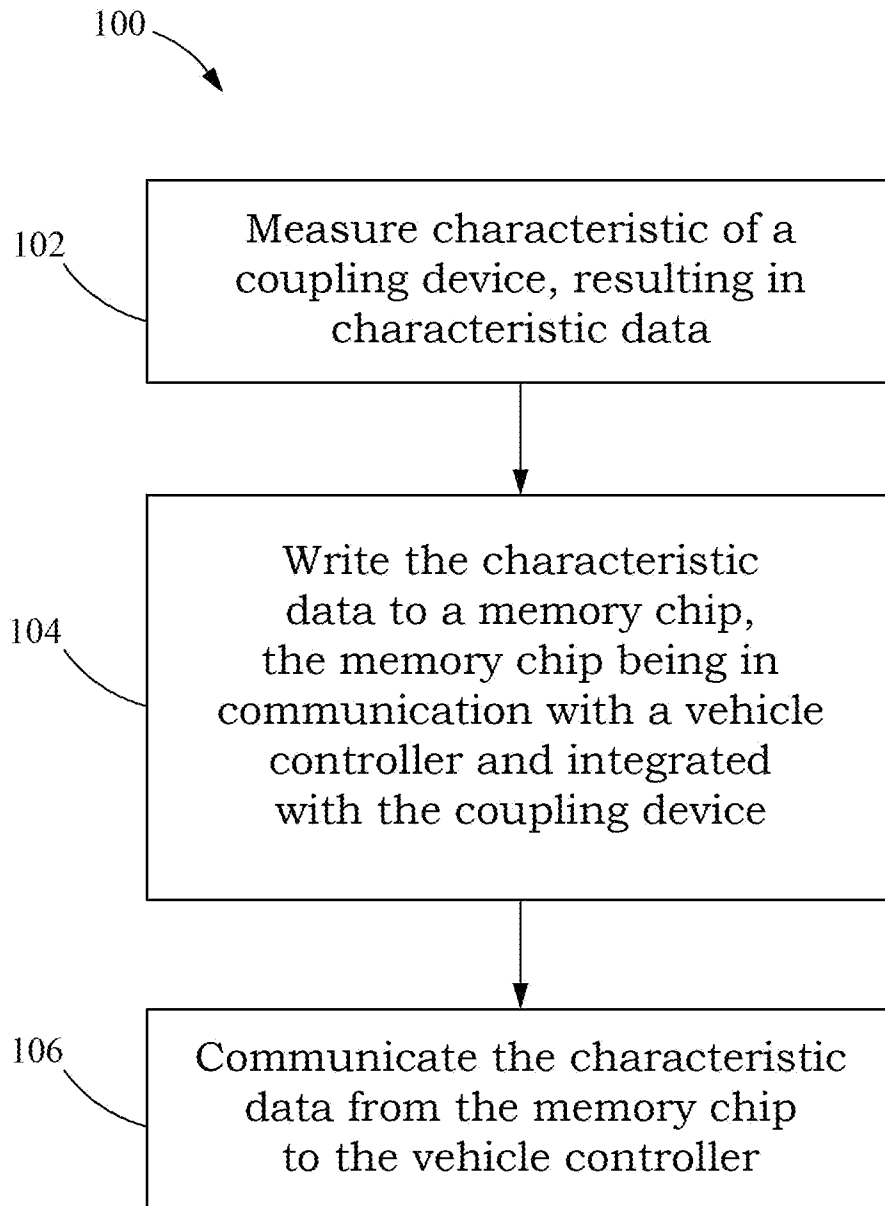 100
102
Measure characteristic of a
coupling device, resulting in
characteristic data
104
Write the characteristic
data to a memory chip,
the memory chip being in
communication with a vehicle
controller and integrated
with the coupling device
106
Communicate the characteristic
data from the memory chip
to the vehicle controller